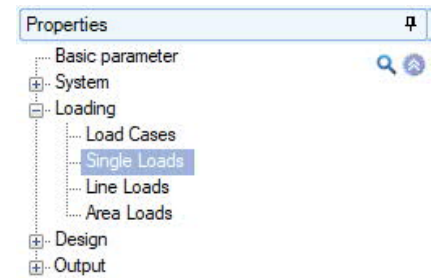 Properties
Basic parameter
System
Loading
Load Cases
Single Loads
Line Loads
Area Loads
Design
Output